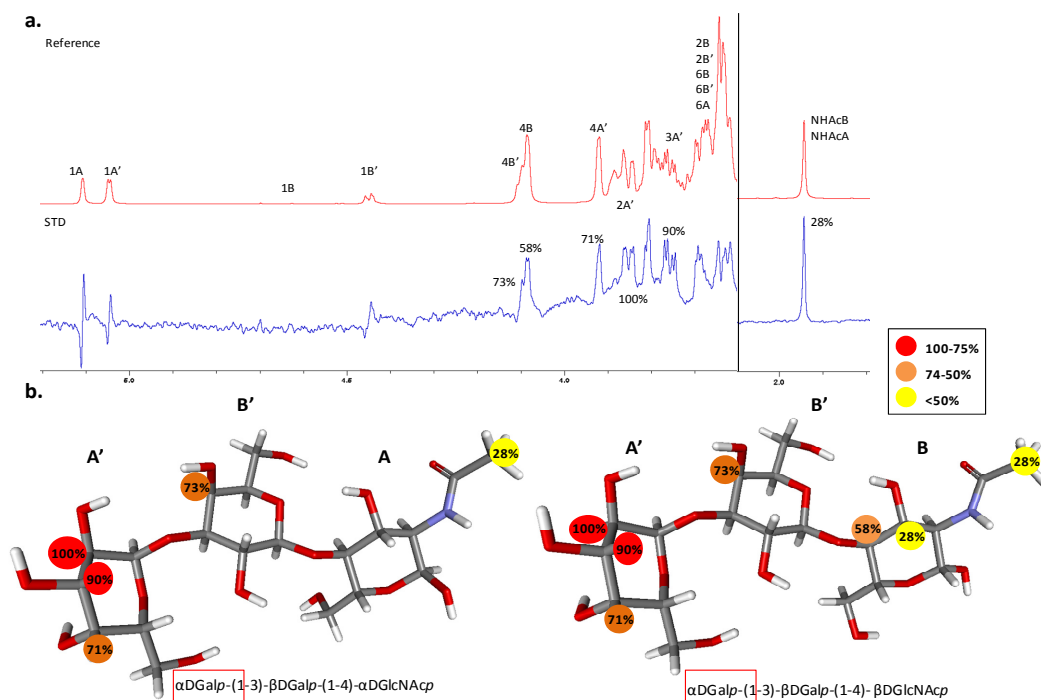 a.
Reference
1A
1A’
1B
1B’
4B’
4B
4A’
2A’
3A’
2B
2B’
6B
6B’
6A
NHAcB
NHAcA
STD
73%
58%
71%
100%
90%
28%
5.0
4.5
4.0
2.0
100-75%
74-50%
<50%
b.
B’
A’
A
28%
73%
100%
90%
71%
αDGalp-(1-3)-βDGalp-(1-4)-αDGlcNAcp
B’
A’
B
28%
73%
58%
28%
100%
90%
71%
αDGalp-(1-3)-βDGalp-(1-4)-βDGlcNAcp